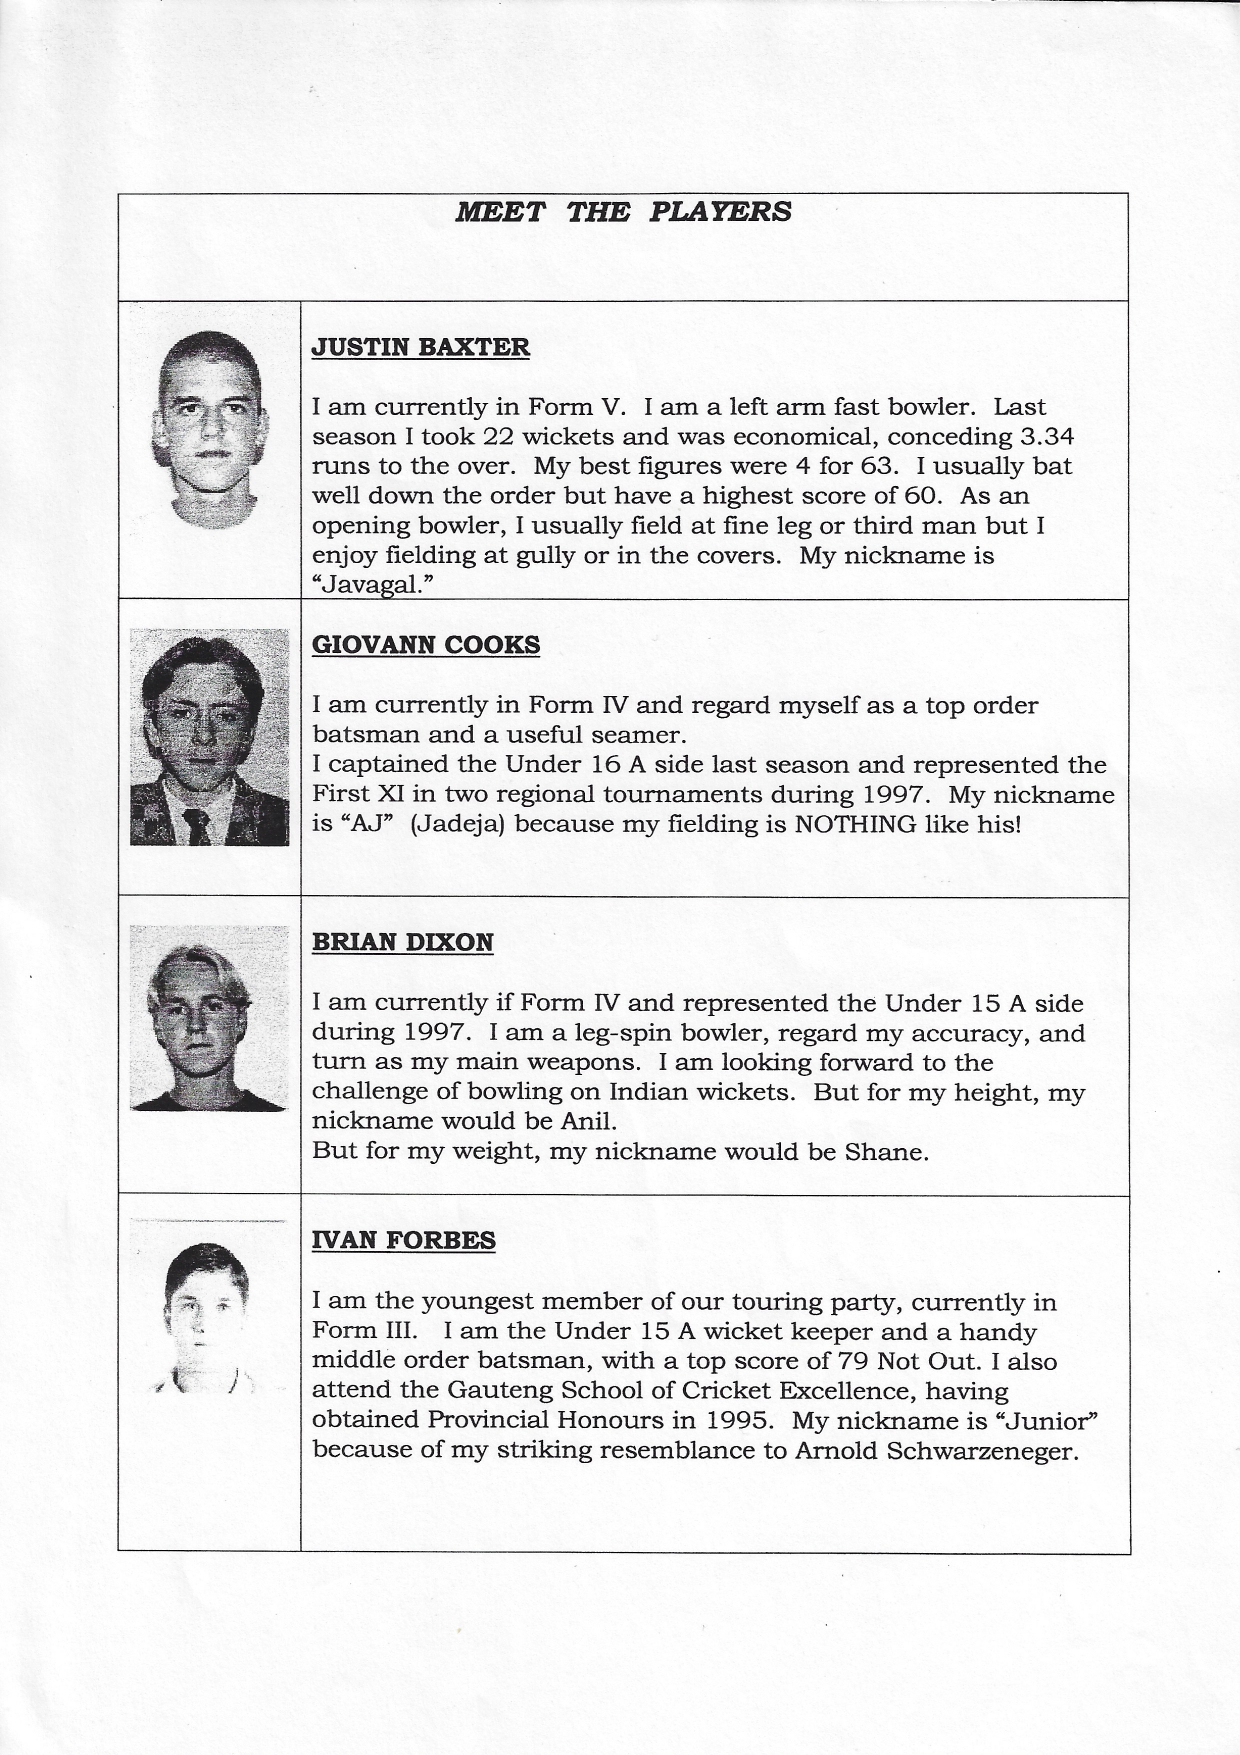 MEET THE PLAYERS
JUSTIN BAXTER
I am currently in Form V. I am a left arm fast bowler. Last
season I took 22 wickets and was economical, conceding 3.34
runs to the over. My best figures were 4 for 63. I usually bat
well down the order but have a highest score of 60. As an
opening bowler, I usually field at fine leg or third man but I
enjoy fielding at gully or in the covers. My nickname is
“Javagal.”
GIOVANN COOKS
I am currently in Form IV and regard myself as a top order
batsman and a useful seamer.
I captained the Under 16 A side last season and represented the
First XI in two regional tournaments during 1997. My nickname
is “AJ” (Jadeja) because my fielding is NOTHING like his!
BRIAN DIXON
I am currently if Form IV and represented the Under 15 A side
during 1997. I am a leg-spin bowler, regard my accuracy, and
turn as my main weapons. I am looking forward to the
challenge of bowling on Indian wickets. But for my height, my
nickname would be Anil.
But for my weight, my nickname would be Shane.
IVAN FORBES
I am the youngest member of our touring party, currently in
Form III. I am the Under 15 A wicket keeper and a handy
middle order batsman, with a top score of 79 Not Out. I also
attend the Gauteng School of Cricket Excellence, having
obtained Provincial Honours in 1995. My nickname is “Junior”
because of my striking resemblance to Arnold Schwarzeneger.